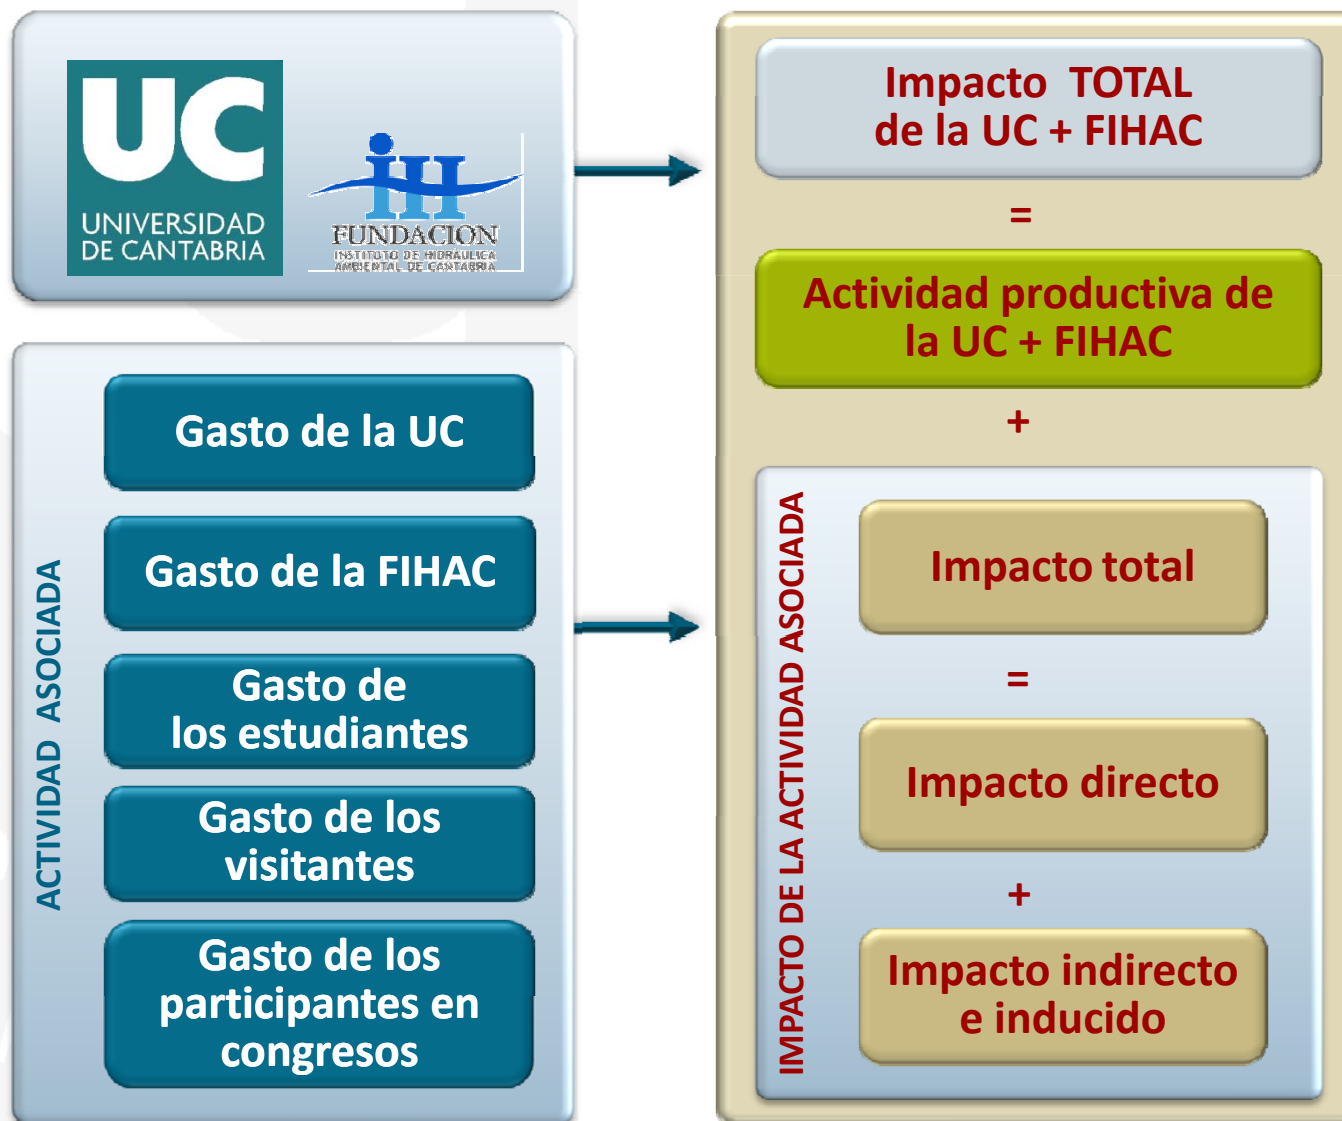 UC
UNIVERSIDAD
DE CANTABRIA
FUNDACION
INSTITUTO DE HIDRAULICA
AMBIENTAL DE CANTABRIA
ACTIVIDAD ASOCIADA
Gasto de la UC
Gasto de la FIHAC
Gasto de
los estudiantes
Gasto de los
visitantes
Gasto de los
participantes en
congresos
Impacto TOTAL
de la UC + FIHAC
=
Actividad productiva de
la UC + FIHAC
+
IMPACTO DE LA ACTIVIDAD ASOCIADA
Impacto total
=
Impacto directo
+
Impacto indirecto
e inducido